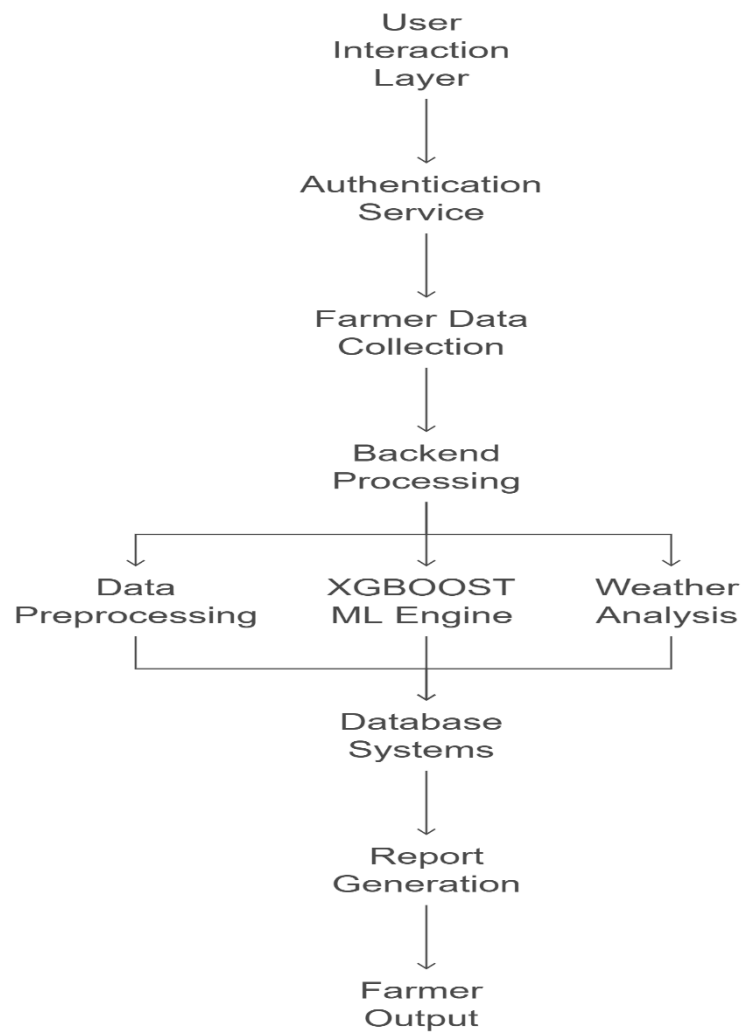 User
Interaction
Layer
Authentication
Service
Farmer Data
Collection
Backend
Processing
Data
Preprocessing
XGBOOST
ML Engine
Weather
Analysis
Database
Systems
Report
Generation
Farmer
Output